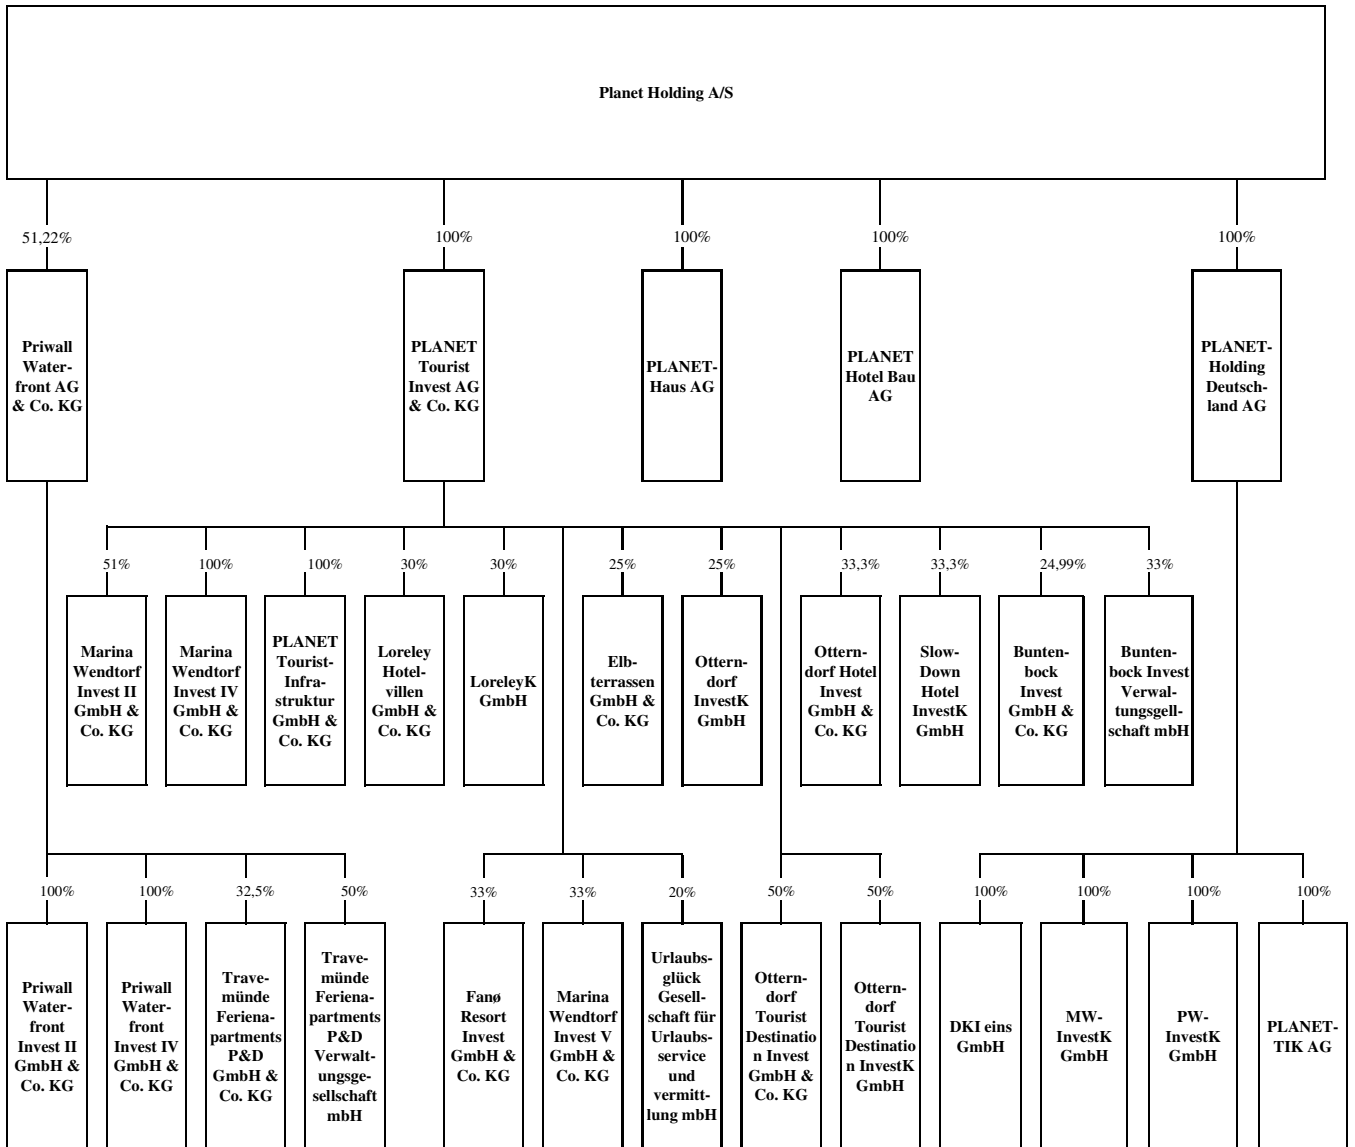 Planet Holding A/S
51,22%
100%
100%
100%
100%
Priwall
Water-
front AG
& Co. KG
PLANET
Tourist
Invest AG
& Co. KG
PLANET-
Haus AG
PLANET
Hotel Bau
AG
PLANET-
Holding
Deutsch-
land AG
51%
100%
100%
30%
30%
25%
25%
33,3%
33,3%
24,99%
33%
Marina
Wendtorf
Invest II
GmbH &
Co. KG
Marina
Wendtorf
Invest IV
GmbH &
Co. KG
PLANET
Tourist-
Infra-
struktur
GmbH &
Co. KG
Loreley
Hotel-
villen
GmbH &
Co. KG
LoreleyK
GmbH
Elb-
terrassen
GmbH &
Co. KG
Ottern-
dorf
InvestK
GmbH
Ottern-
dorf Hotel
Invest
GmbH &
Co. KG
Slow-
Down
Hotel
InvestK
GmbH
Bunten-
bock
Invest
GmbH &
Co. KG
Bunten-
bock Invest
Verwal-
tungsgell-
schaft mbH
100%
100%
32,5%
50%
33%
33%
20%
50%
50%
100%
100%
100%
100%
Priwall
Water-
front
Invest II
GmbH &
Co. KG
Priwall
Water-
front
Invest IV
GmbH &
Co. KG
Trave-
münde
Feriena-
partments
P&D
GmbH &
Co. KG
Trave-
münde
Feriena-
partments
P&D
Verwalt-
ungsge-
sellschaft
mbH
Fanø
Resort
Invest
GmbH &
Co. KG
Marina
Wendtorf
Invest V
GmbH &
Co. KG
Urlaubs-
glück
Gesell-
schaft für
Urlaubs-
service
und
vermitt-
lung mbH
Ottern-
dorf
Tourist
Destinatio
n Invest
GmbH &
Co. KG
Ottern-
dorf
Tourist
Destinatio
n InvestK
GmbH
DKI eins
GmbH
MW-
InvestK
GmbH
PW-
InvestK
GmbH
PLANET-
TIK AG